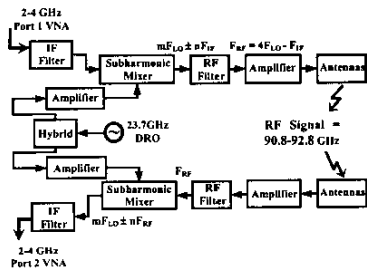 2-4 GHz
Port 1 VNA
IF
Filter
Subharmonic
Mixer
mF_LO ± nF_IF
RF
Filter
F_RF = 4F_LO - F_IF
Amplifier
Antennas
Amplifier
Hybrid
23.7GHz
DRO
RF Signal =
90.8-92.8 GHz
Amplifier
F_RF
Subharmonic
Mixer
RF
Filter
Amplifier
Antennas
IF
Filter
mF_LO ± nF_RF
2-4 GHz
Port 2 VNA